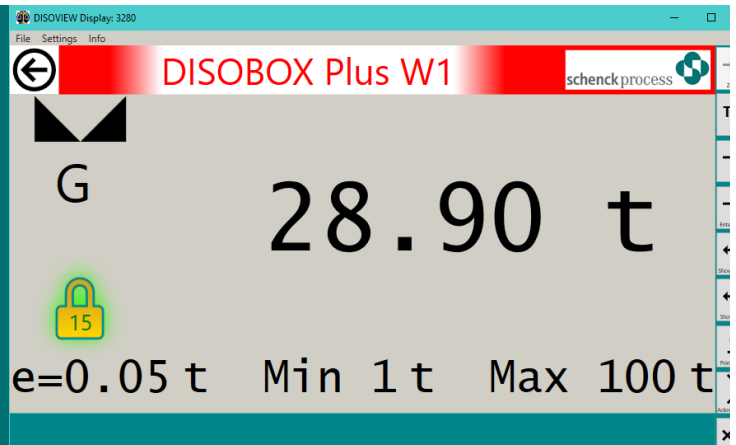 DISOVIEW Display: 3280
File Settings Info
DISOBOX Plus W1
schenck process
G
28.90 t
15
e=0.05 t Min 1 t Max 100 t